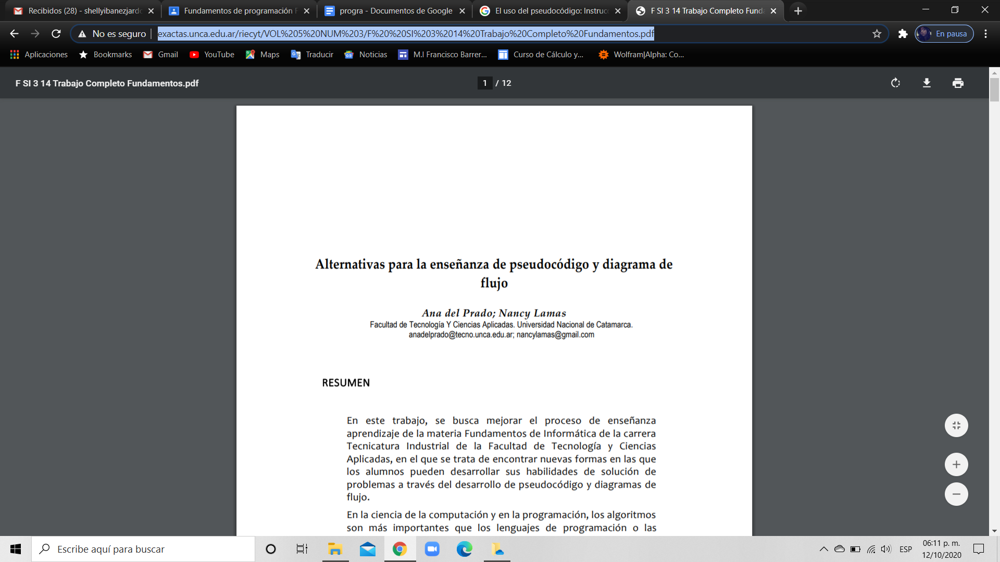 Recibidos (28) - shellyibanezjard
Fundamentos de programación F
progra - Documentos de Google
El uso del pseudocódigo: Instrucc
F SI 3 14 Trabajo Completo Funda
No es seguro
exactas.unca.edu.ar/riecyt/VOL%205%20NUM%203/F%20%20SI%203%2014%20Trabajo%20Completo%20Fundamentos.pdf
En pausa
Aplicaciones
Bookmarks
Gmail
YouTube
Maps
Traducir
Noticias
M.I Francisco Barrer...
Curso de Cálculo y...
Wolfram|Alpha: Co...
F SI 3 14 Trabajo Completo Fundamentos.pdf
1 / 12
Alternativas para la enseñanza de pseudocódigo y diagrama de
flujo
Ana del Prado; Nancy Lamas
Facultad de Tecnología Y Ciencias Aplicadas. Universidad Nacional de Catamarca.
anadelprado@tecno.unca.edu.ar; nancylamas@gmail.com
RESUMEN
En este trabajo, se busca mejorar el proceso de enseñanza
aprendizaje de la materia Fundamentos de Informática de la carrera
Tecnicatura Industrial de la Facultad de Tecnología y Ciencias
Aplicadas, en el que se trata de encontrar nuevas formas en las que
los alumnos pueden desarrollar sus habilidades de solución de
problemas a través del desarrollo de pseudocódigo y diagramas de
flujo.
En la ciencia de la computación y en la programación, los algoritmos
son más importantes que los lenguajes de programación o las
Escribe aquí para buscar
ESP
06:11 p. m.
12/10/2020